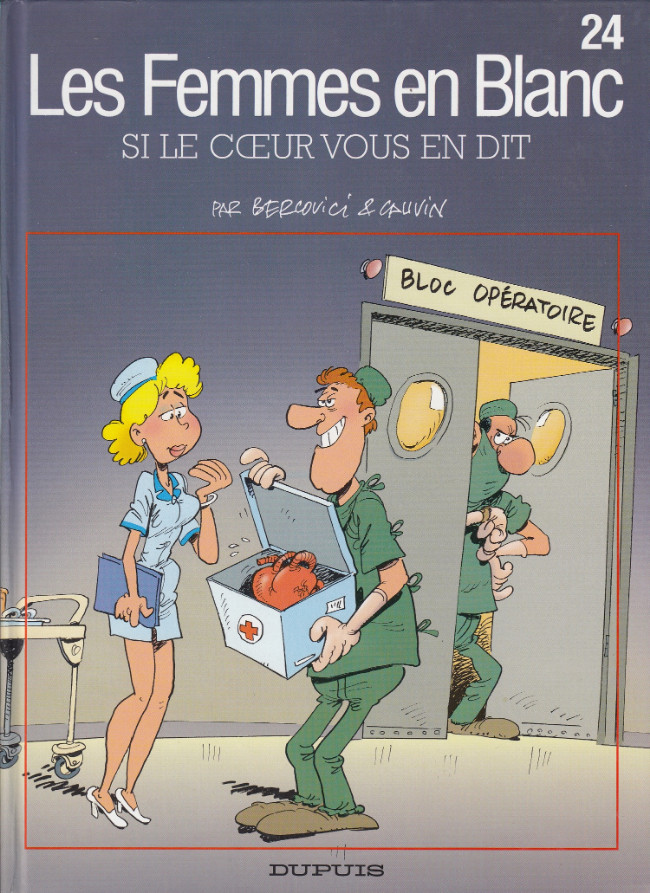 24
Les Femmes en Blanc
SI LE CŒUR VOUS EN DIT
PAR BERCOVICI & CAUVIN
BLOC OPÉRATOIRE
DUPUIS